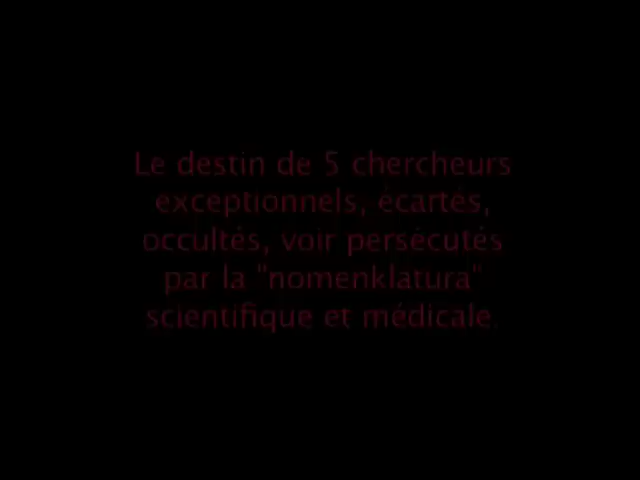 Le destin de 5 chercheurs
exceptionnels, écartés,
occultés, voir persécutés
par la "nomenklatura"
scientifique et médicale.